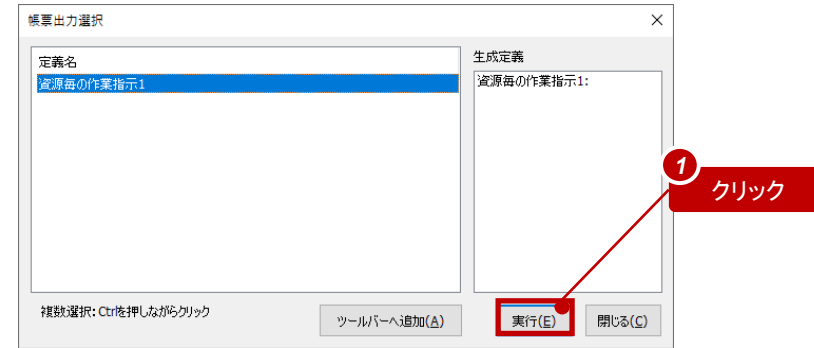 帳票出力選択
定義名
資源毎の作業指示1
生成定義
資源毎の作業指示1:
1
クリック
複数選択: Ctrlを押しながらクリック
ツールバーへ追加(A)
実行(E)
閉じる(C)